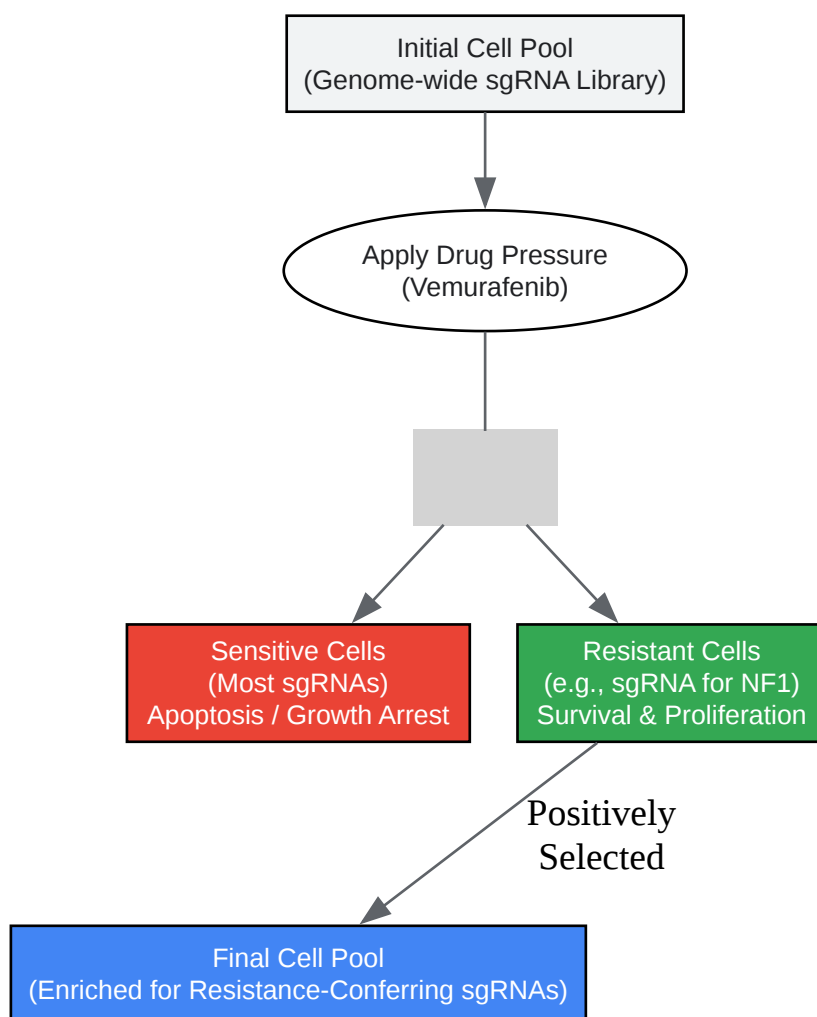 Initial Cell Pool
(Genome-wide sgRNA Library)
Apply Drug Pressure
(Vemurafenib)
Sensitive Cells
(Most sgRNAs)
Apoptosis / Growth Arrest
Resistant Cells
(e.g., sgRNA for NF1)
Survival & Proliferation
Positively
Selected
Final Cell Pool
(Enriched for Resistance-Conferring sgRNAs)